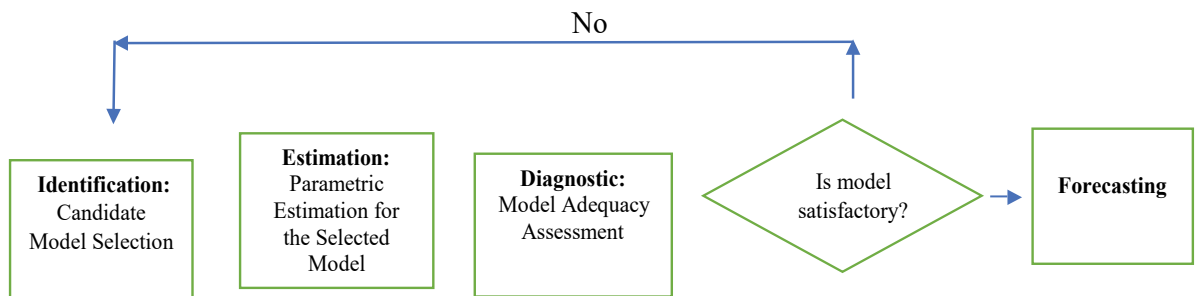 No
Identification:
Candidate
Model Selection
Estimation:
Parametric
Estimation for
the Selected
Model
Diagnostic:
Model Adequacy
Assessment
Is model
satisfactory?
Forecasting